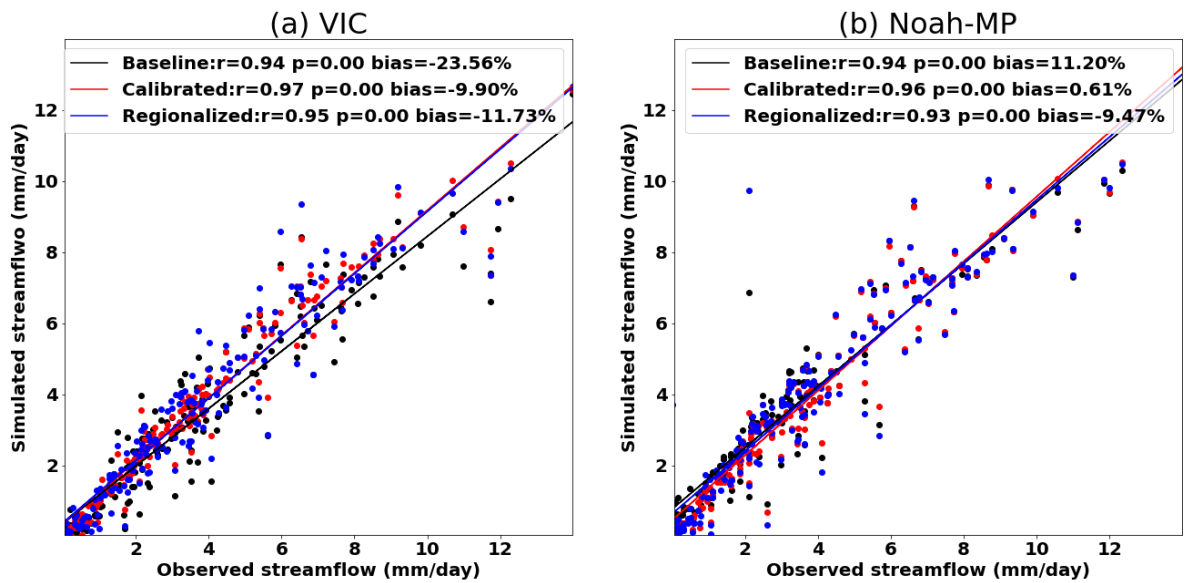 (a) VIC
Baseline:r=0.94 p=0.00 bias=-23.56%
Calibrated:r=0.97 p=0.00 bias=-9.90%
Regionalized:r=0.95 p=0.00 bias=-11.73%
12
10
8
6
4
2
Simulated streamflwo (mm/day)
2 4 6 8 10 12
Observed streamflow (mm/day)
(b) Noah-MP
Baseline:r=0.94 p=0.00 bias=11.20%
Calibrated:r=0.96 p=0.00 bias=0.61%
Regionalized:r=0.93 p=0.00 bias=-9.47%
12
10
8
6
4
2
Simulated streamflwo (mm/day)
2 4 6 8 10 12
Observed streamflow (mm/day)